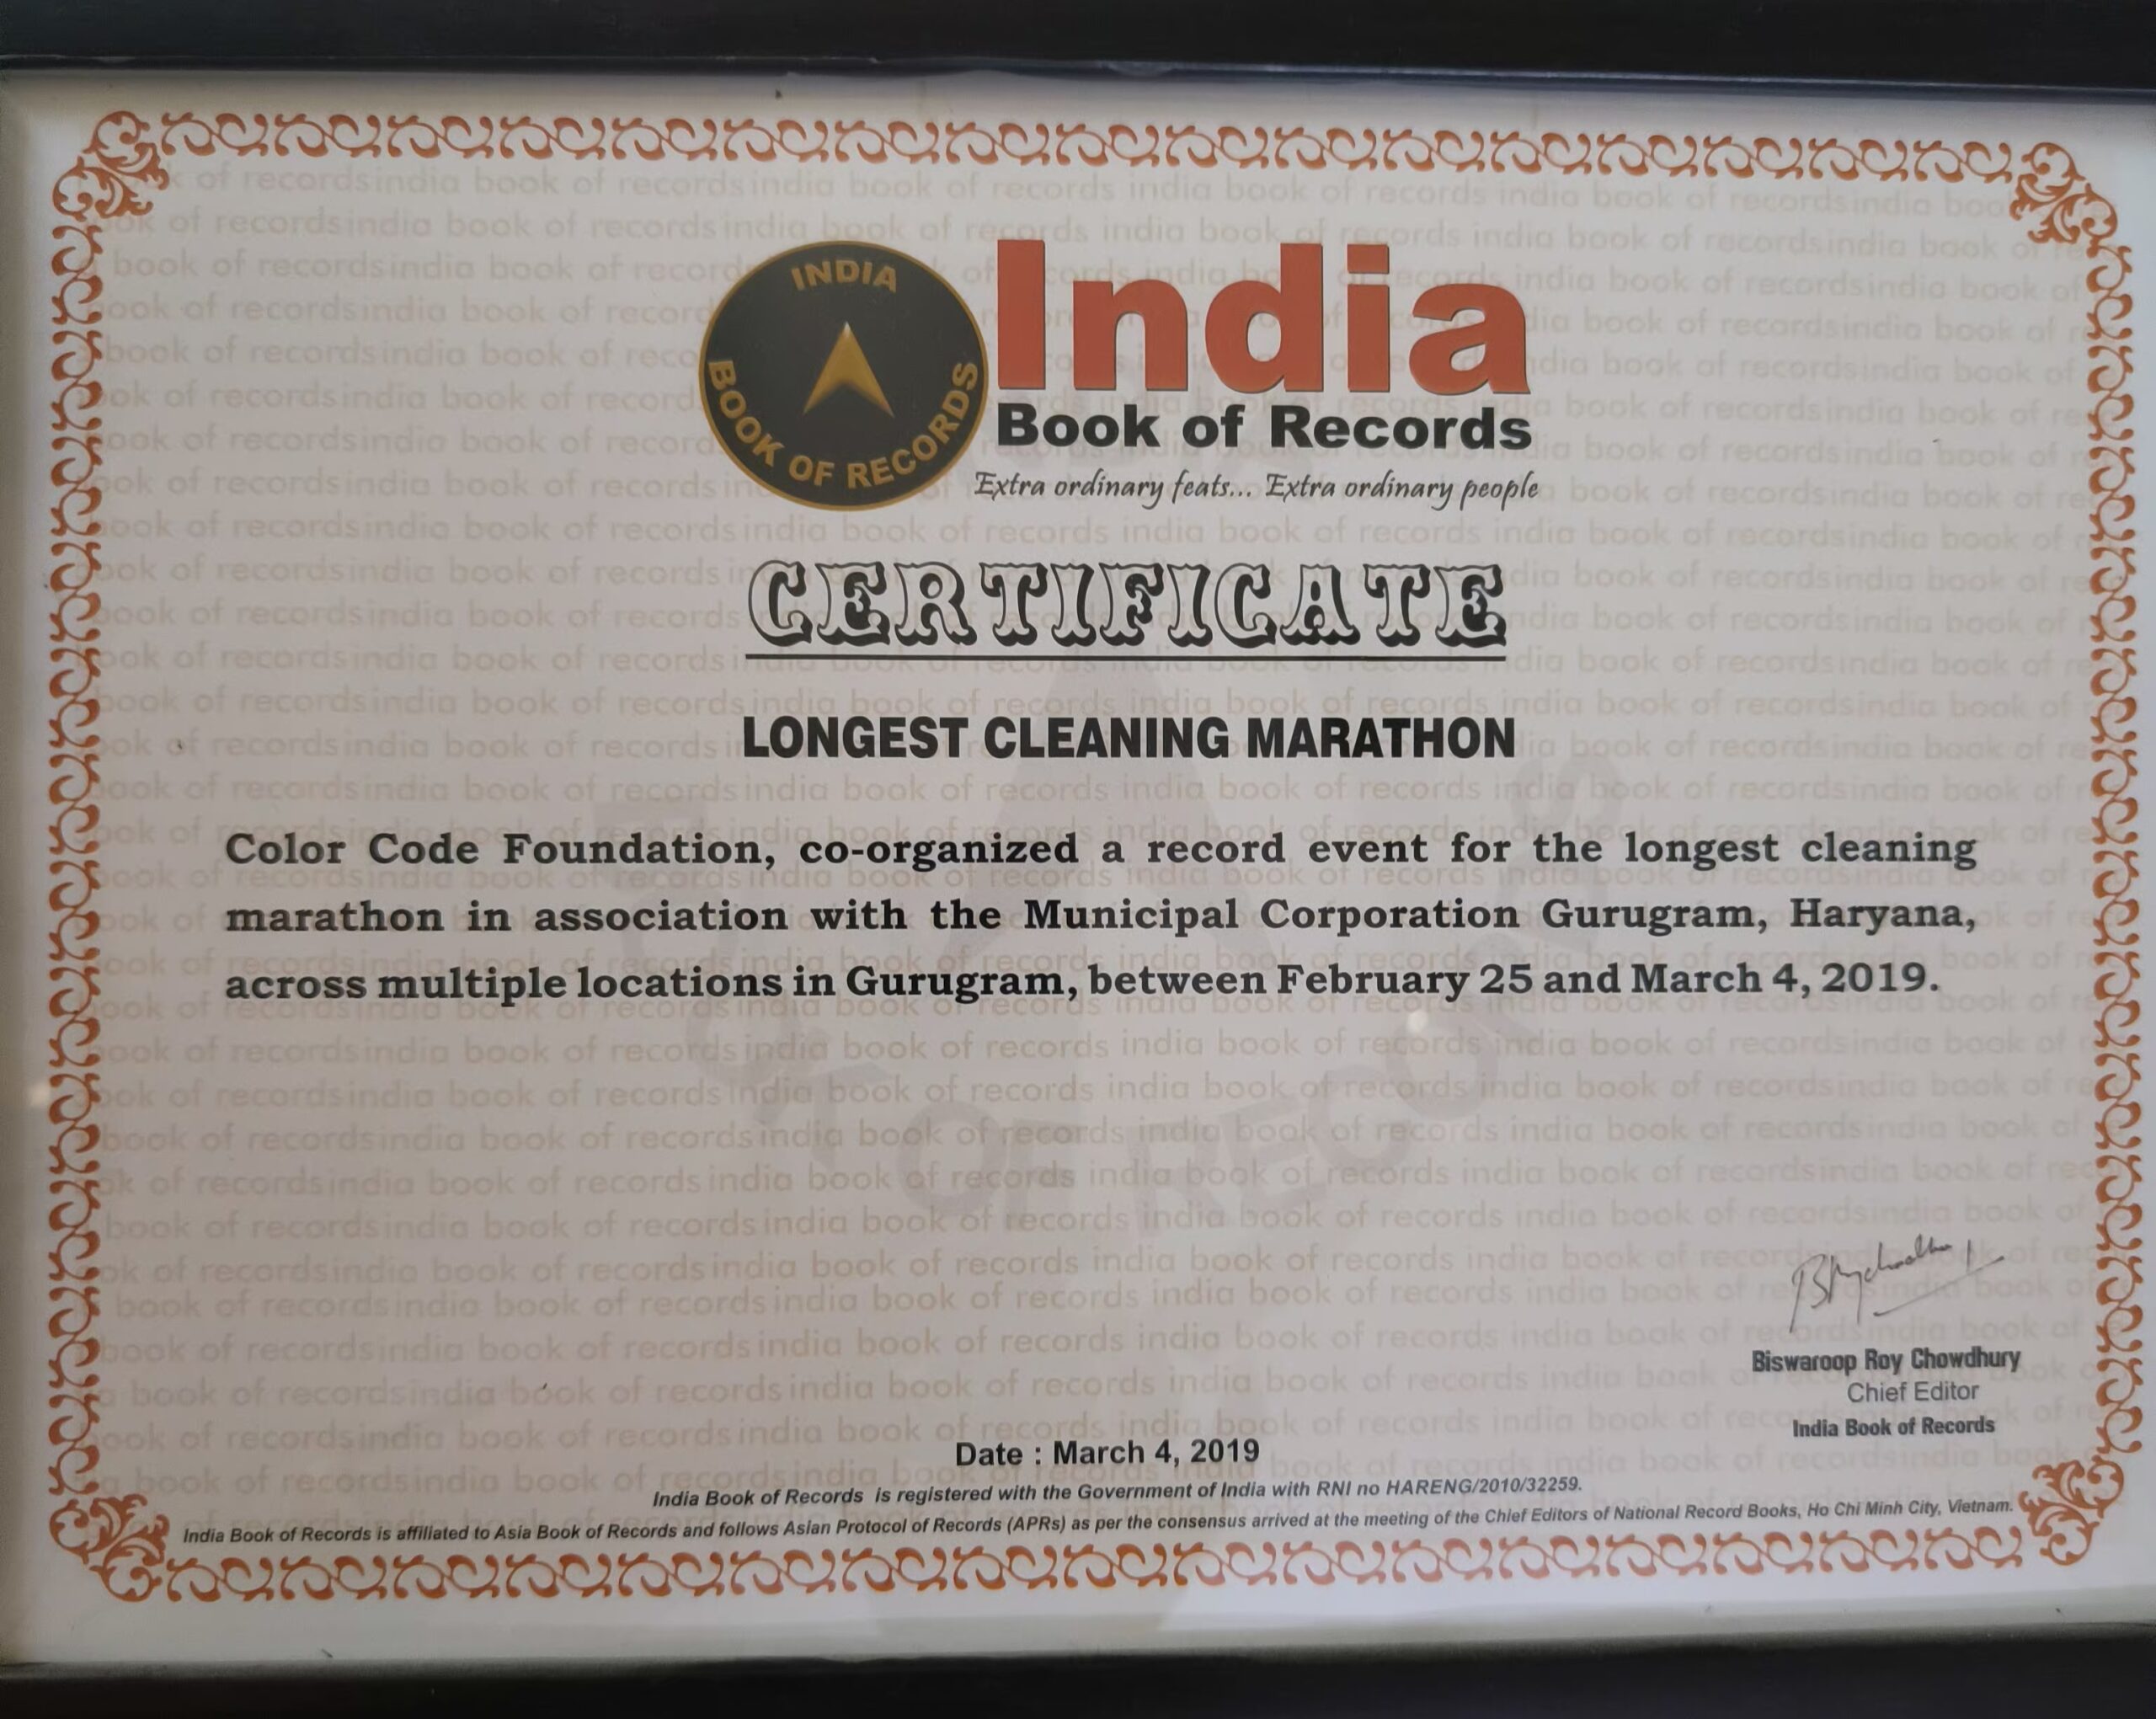 INDIA
BOOK OF RECORDS
India
Book of Records
Extra ordinary feats... Extra ordinary people
CERTIFICATE
LONGEST CLEANING MARATHON
Color Code Foundation, co-organized a record event for the longest cleaning
marathon in association with the Municipal Corporation Gurugram, Haryana,
across multiple locations in Gurugram, between February 25 and March 4, 2019.
Biswaroop Roy Chowdhury
Chief Editor
India Book of Records
Date : March 4, 2019
India Book of Records is registered with the Government of India with RNI no HARENG/2010/32259.
India Book of Records is affiliated to Asia Book of Records and follows Asian Protocol of Records (APRs) as per the consensus arrived at the meeting of the Chief Editors of National Record Books, Ho Chi Minh City, Vietnam.